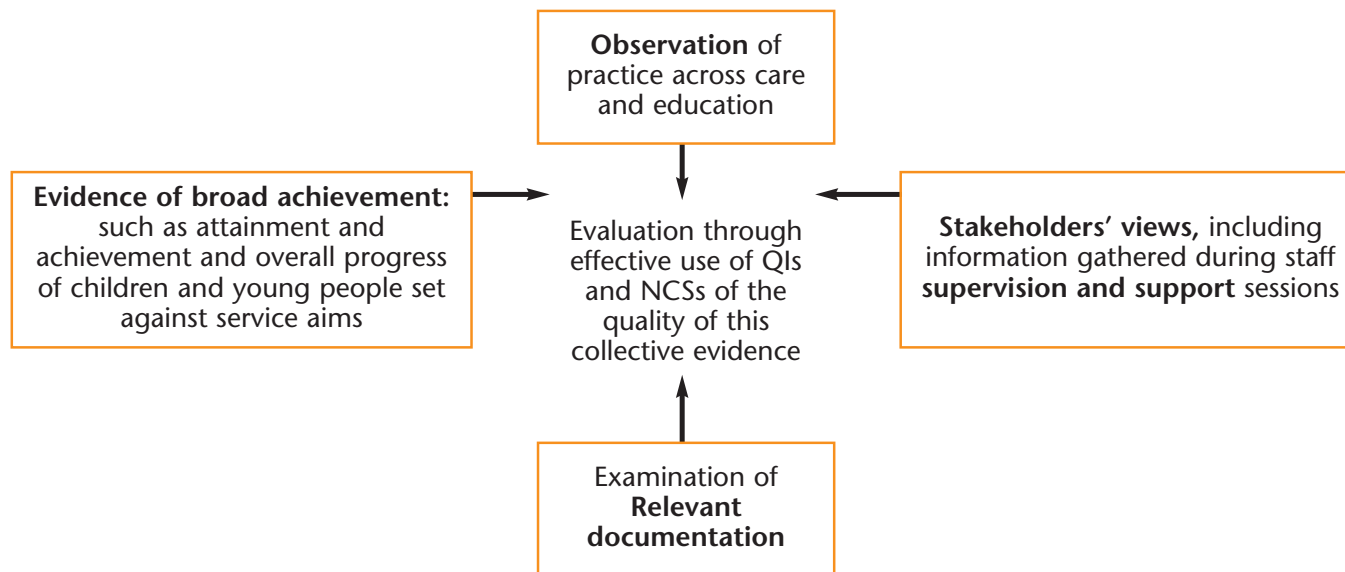 Observation of
practice across care
and education
Evidence of broad achievement:
such as attainment and
achievement and overall progress
of children and young people set
against service aims
Evaluation through
effective use of QIs
and NCSs of the
quality of this
collective evidence
Stakeholders’ views, including
information gathered during staff
supervision and support sessions
Examination of
Relevant
documentation